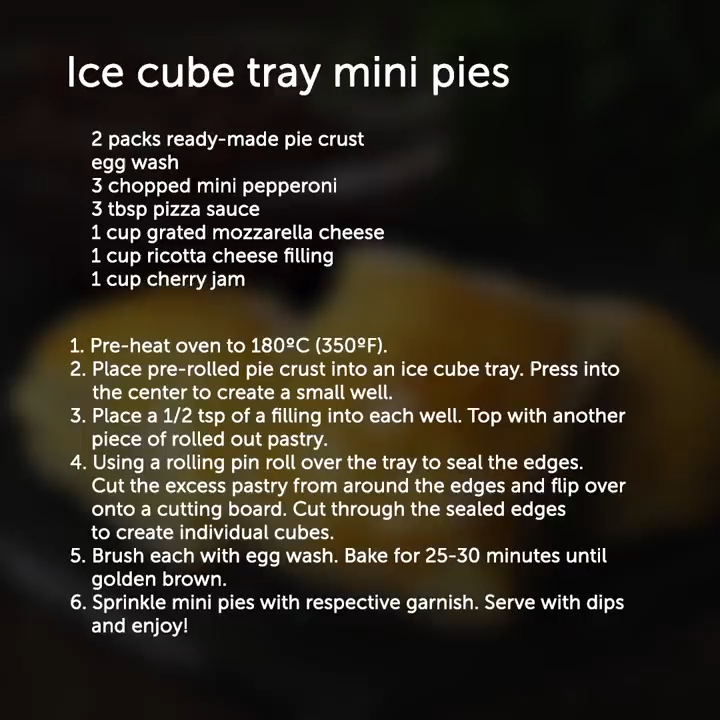 Ice cube tray mini pies
2 packs ready-made pie crust
egg wash
3 chopped mini pepperoni
3 tbsp pizza sauce
1 cup grated mozzarella cheese
1 cup ricotta cheese filling
1 cup cherry jam
1. Pre-heat oven to 180ºC (350ºF).
2. Place pre-rolled pie crust into an ice cube tray. Press into
the center to create a small well.
3. Place a 1/2 tsp of a filling into each well. Top with another
piece of rolled out pastry.
4. Using a rolling pin roll over the tray to seal the edges.
Cut the excess pastry from around the edges and flip over
onto a cutting board. Cut through the sealed edges
to create individual cubes.
5. Brush each with egg wash. Bake for 25-30 minutes until
golden brown.
6. Sprinkle mini pies with respective garnish. Serve with dips
and enjoy!